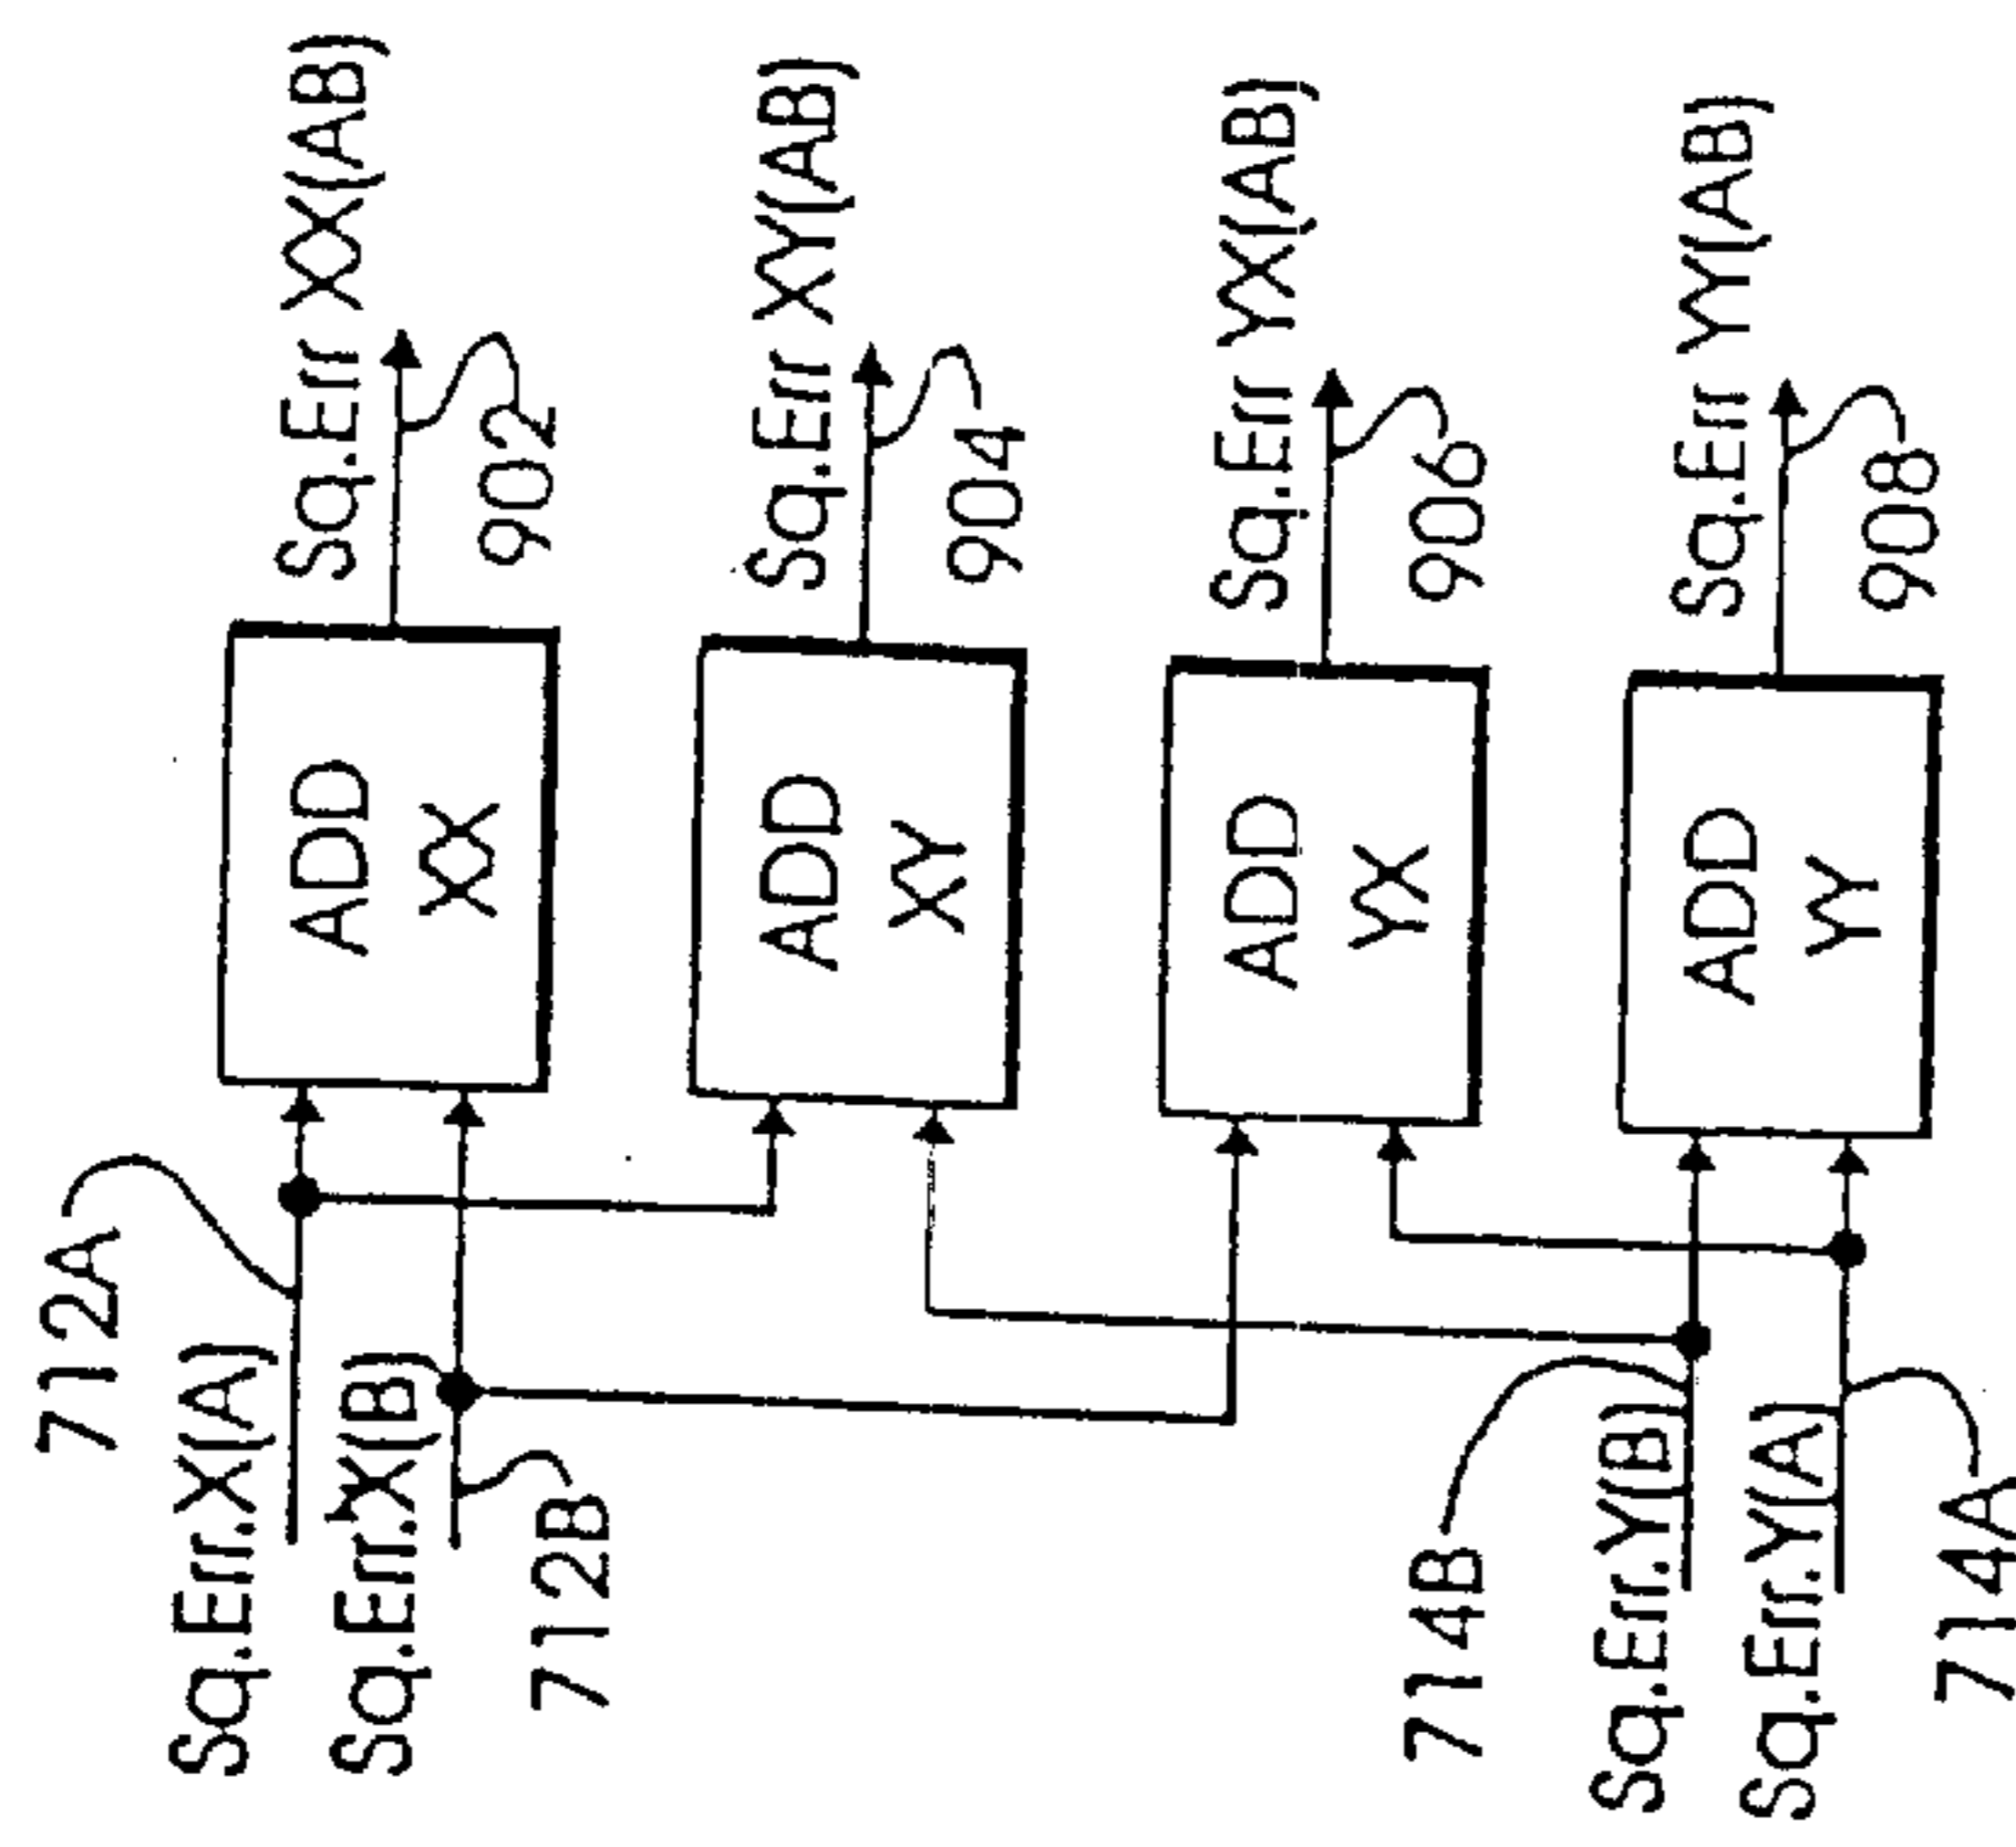 712A
Sq.Err.X(A)
Sq.Err.X(B)
712B
714B
Sq.Err.Y(B)
Sq.Err.Y(A)
714A
ADD
XX
ADD
XY
ADD
YX
ADD
YY
Sq.Err XX(AB)
902
Sq.Err XY(AB)
904
Sq.Err YX(AB)
906
Sq.Err YY(AB)
908